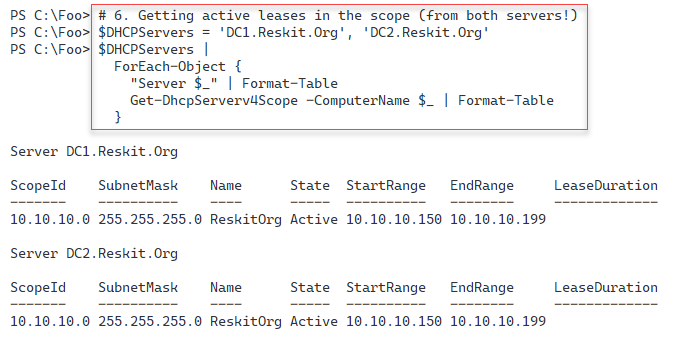 PS C:\Foo> # 6. Getting active leases in the scope (from both servers!)
PS C:\Foo> $DHCPServers = 'DC1.Reskit.Org', 'DC2.Reskit.Org'
PS C:\Foo> $DHCPServers |
ForEach-Object {
"Server $_" | Format-Table
Get-DhcpServerv4Scope -ComputerName $_ | Format-Table
}
Server DC1.Reskit.Org
ScopeId SubnetMask Name State StartRange EndRange LeaseDuration
------- ---------- ---- ----- ---------- -------- -------------
10.10.10.0 255.255.255.0 ReskitOrg Active 10.10.10.150 10.10.10.199
Server DC2.Reskit.Org
ScopeId SubnetMask Name State StartRange EndRange LeaseDuration
------- ---------- ---- ----- ---------- -------- -------------
10.10.10.0 255.255.255.0 ReskitOrg Active 10.10.10.150 10.10.10.199